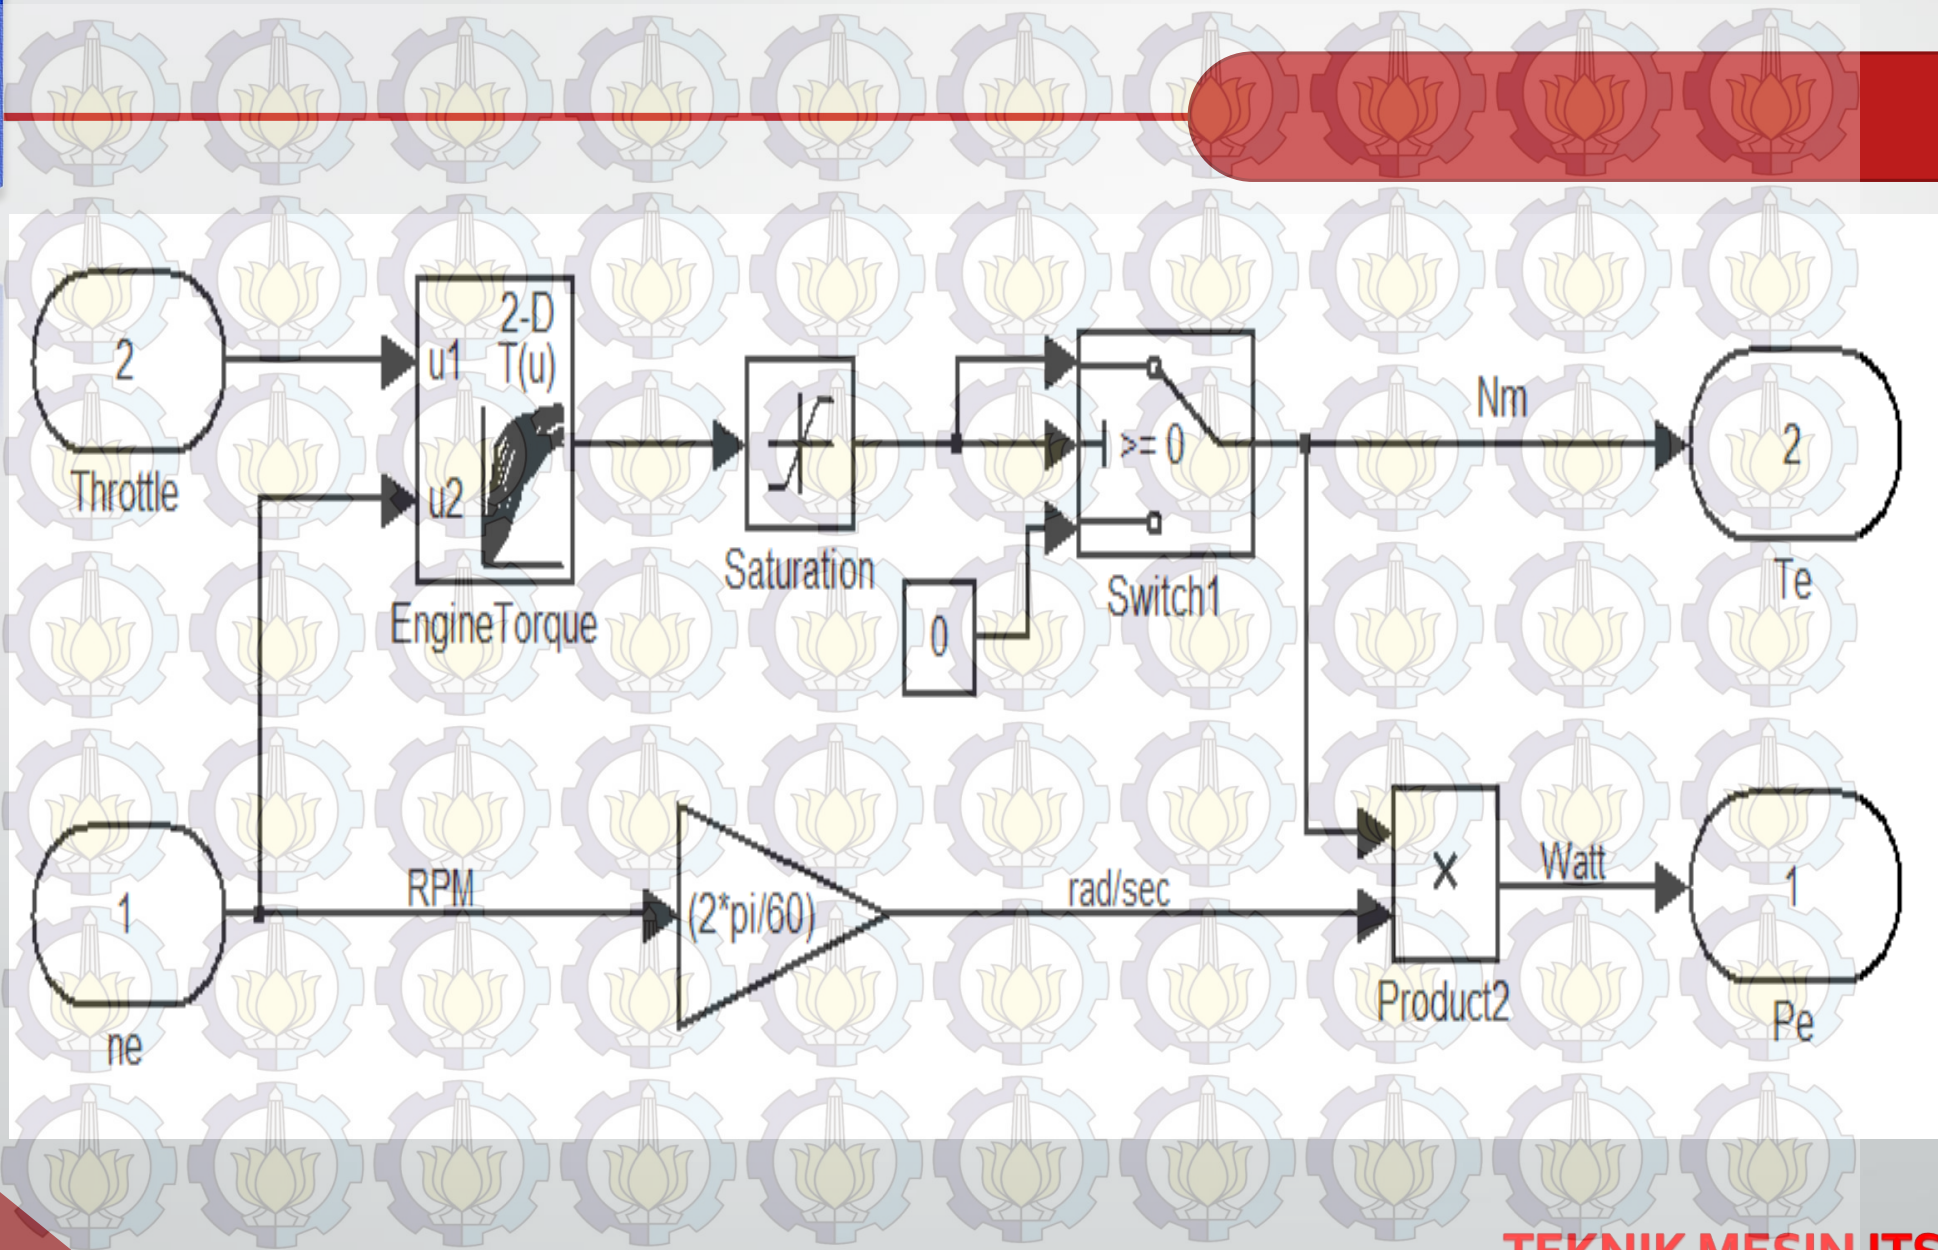 2
Throttle
u1
u2
2-D
T(u)
EngineTorque
Saturation
0
>= 0
Switch1
Nm
2
Te
1
ne
RPM
(2*pi/60)
rad/sec
×
Product2
Watt
1
Pe
TEKNIK MESIN ITS